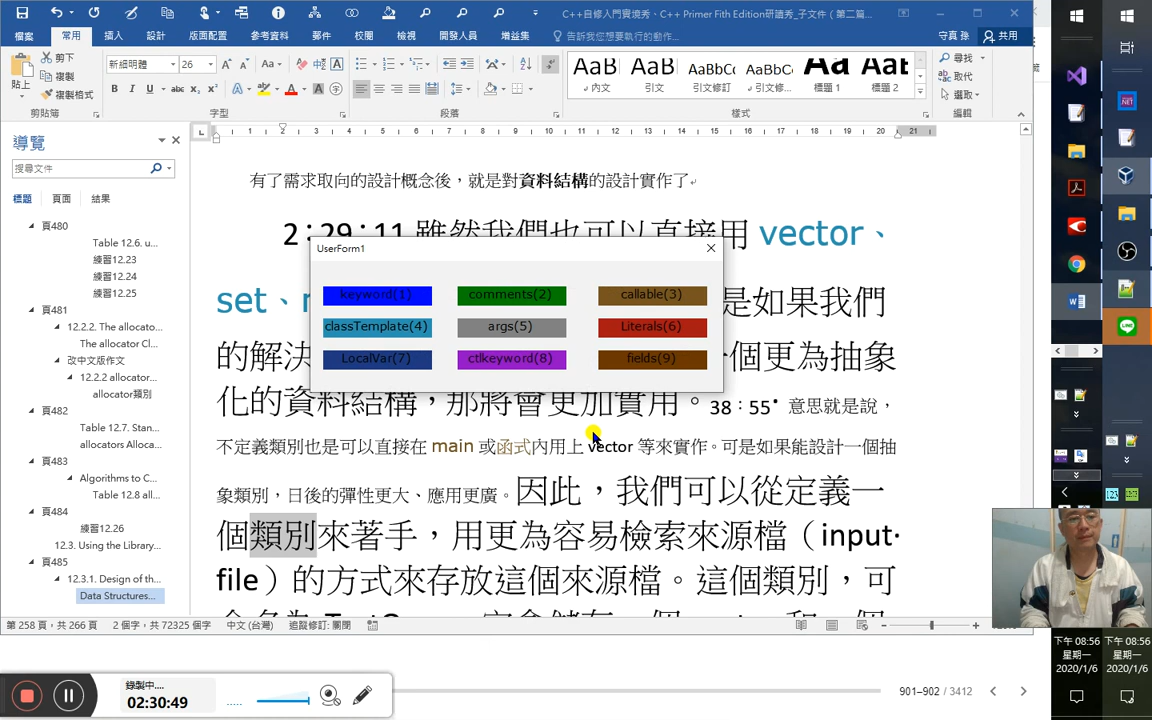 C++自修入門實境秀、C++ Primer Fith Edition研讀秀_子文件（第二篇...
檔案 常用 插入 設計 版面配置 參考資料 郵件 校閱 檢視 開發人員 增益集 告訴我您想要執行的動作... 守真 孫 共用
貼上 剪下 複製 複製格式 剪貼簿
新細明體 26 字型
段落
AaB AaB AaBbCc AaBbCc Aa AaB
內文 引文 引文修訂 引文修... 標題 1 標題 2
樣式
尋找 取代 選取 編輯
導覽
搜尋文件
標題 頁面 結果
頁480
Table 12.6. u...
練習12.23
練習12.24
練習12.25
頁481
12.2.2. The allocato...
The allocator Cl...
改中文版作文
12.2.2 allocator...
allocator類別
頁482
Table 12.7. Stan...
allocators Alloca...
頁483
Algorithms to C...
Table 12.8 all...
頁484
練習12.26
12.3. Using the Library...
頁485
12.3.1. Design of th...
Data Structures...
有了需求取向的設計概念後，就是對資料結構的設計實作了
2：29：11 雖然我們也可以直接用 vector、
set、 是如果我們
的解決 一個更為抽象
化的資料結構，那將會更加實用。38：55 意思就是說，
不定義類別也是可以直接在 main 或函式內用上 vector 等來實作。可是如果能設計一個抽
象類別，日後的彈性更大、應用更廣。因此，我們可以從定義一
個類別來著手，用更為容易檢索來源檔（input
file）的方式來存放這個來源檔。這個類別，可
UserForm1
keyword(1) comments(2) callable(3)
classTemplate(4) args(5) Literals(6)
LocalVar(7) ctlkeyword(8) fields(9)
第 258 頁，共 266 頁 2 個字，共 72325 個字 中文 (台灣) 追蹤修訂: 關閉
錄製中....
02:30:49
901–902 / 3412
下午 08:56
星期一
2020/1/6
下午 08:56
星期一
2020/1/6